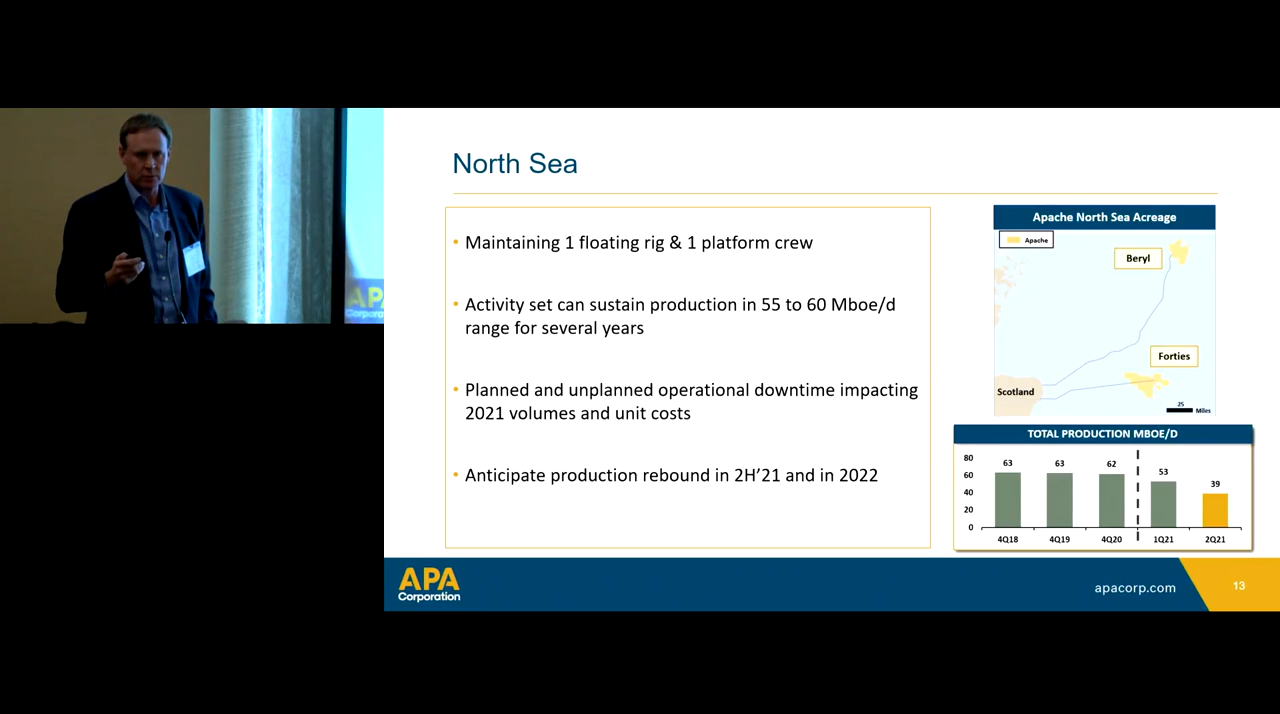 North Sea
• Maintaining 1 floating rig & 1 platform crew
• Activity set can sustain production in 55 to 60 Mboe/d
range for several years
• Planned and unplanned operational downtime impacting
2021 volumes and unit costs
• Anticipate production rebound in 2H’21 and in 2022
Apache North Sea Acreage
Apache
Beryl
Forties
Scotland
25
Miles
TOTAL PRODUCTION MBOE/D
80
60
40
20
0
63
63
62
53
39
4Q18
4Q19
4Q20
1Q21
2Q21
APA
Corporation
apacorp.com
13
APA
Corporation